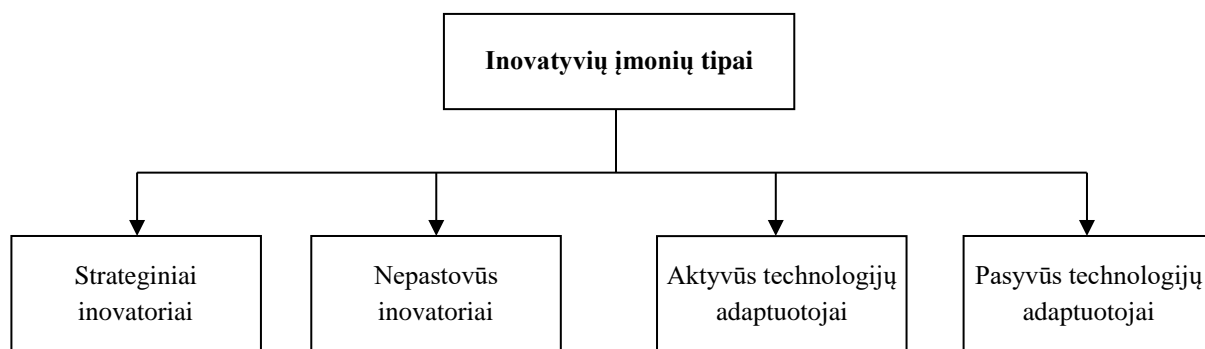 Inovatyvių įmonių tipai
Strateginiai
inovatoriai
Nepastovūs
inovatoriai
Aktyvūs technologijų
adaptuotojai
Pasyvūs technologijų
adaptuotojai